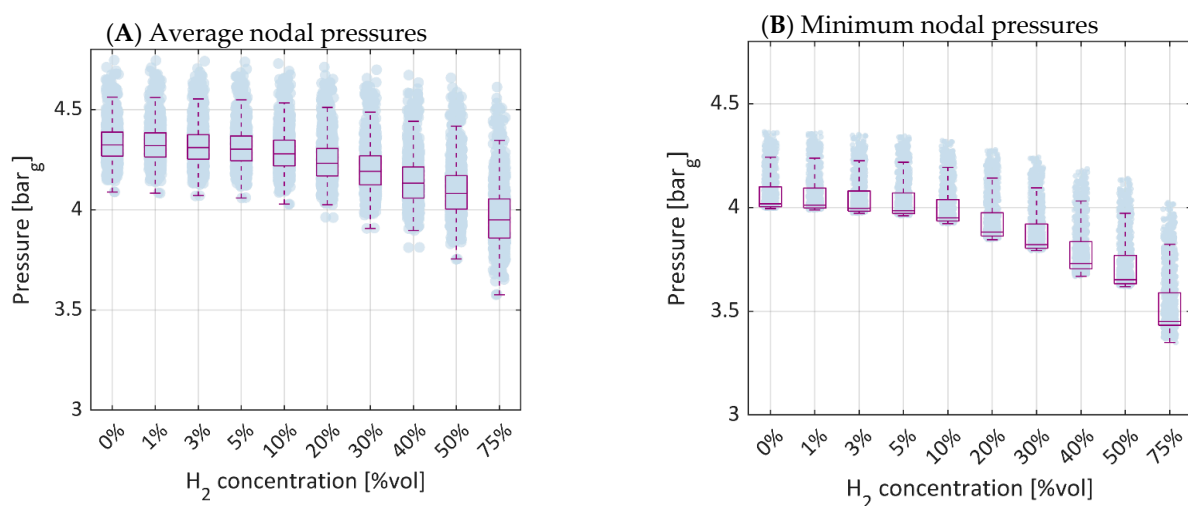 (A) Average nodal pressures
Pressure [bar g]
4.5
4
3.5
3
0% 1% 3% 5% 10% 20% 30% 40% 50% 75%
H2 concentration [%vol]
(B) Minimum nodal pressures
Pressure [bar g]
4.5
4
3.5
3
0% 1% 3% 5% 10% 20% 30% 40% 50% 75%
H2 concentration [%vol]